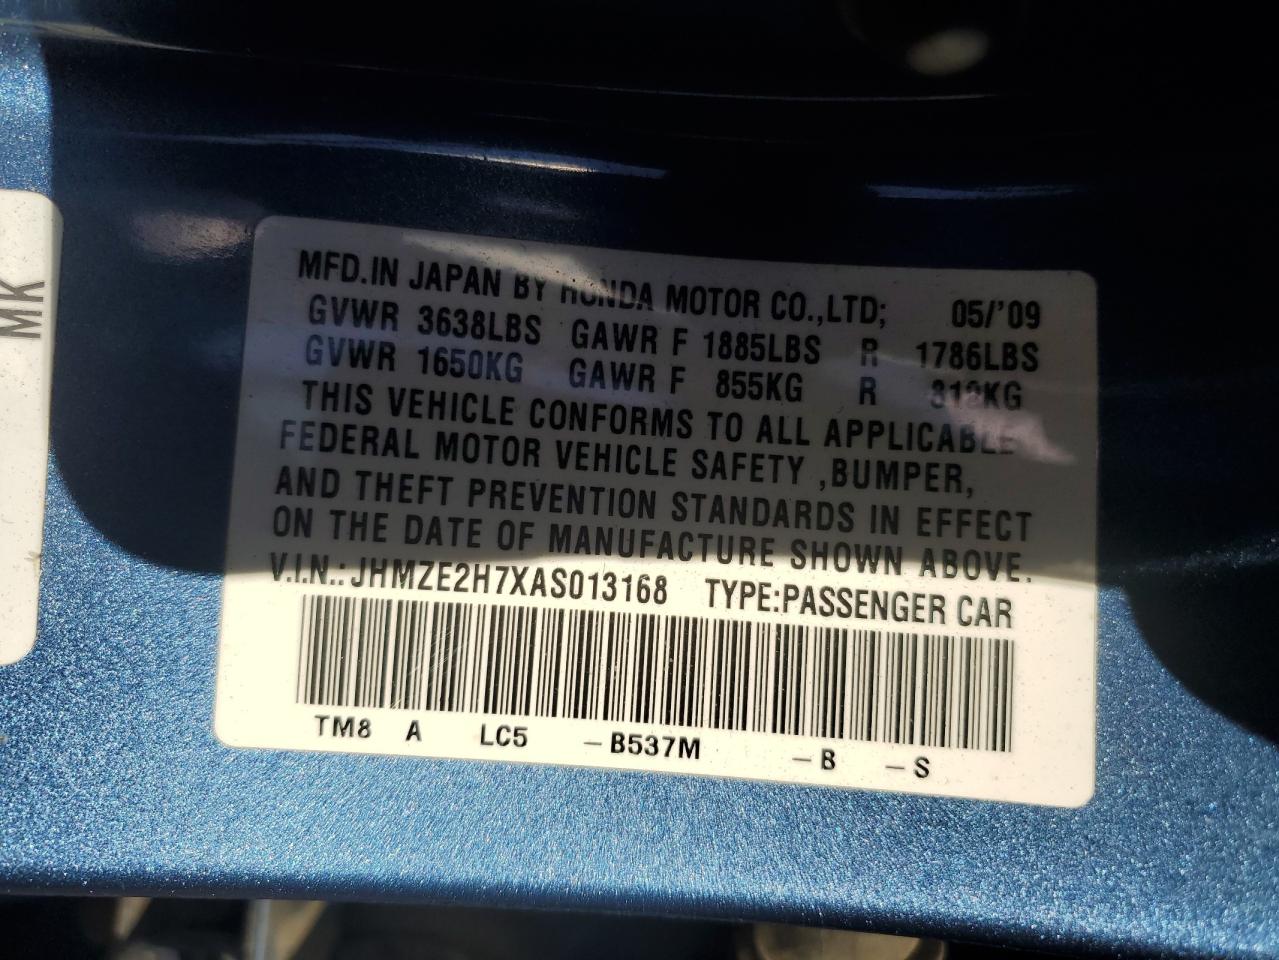 MFD.IN JAPAN BY HONDA MOTOR CO.,LTD; 05/'09
GVWR 3638LBS GAWR F 1885LBS R 1786LBS
GVWR 1650KG GAWR F 855KG R 810KG
THIS VEHICLE CONFORMS TO ALL APPLICABLE
FEDERAL MOTOR VEHICLE SAFETY ,BUMPER,
AND THEFT PREVENTION STANDARDS IN EFFECT
ON THE DATE OF MANUFACTURE SHOWN ABOVE.
V.I.N.: JHMZE2H7XAS013168 TYPE:PASSENGER CAR
TM8 A LC5 -B537M -B -S
MK